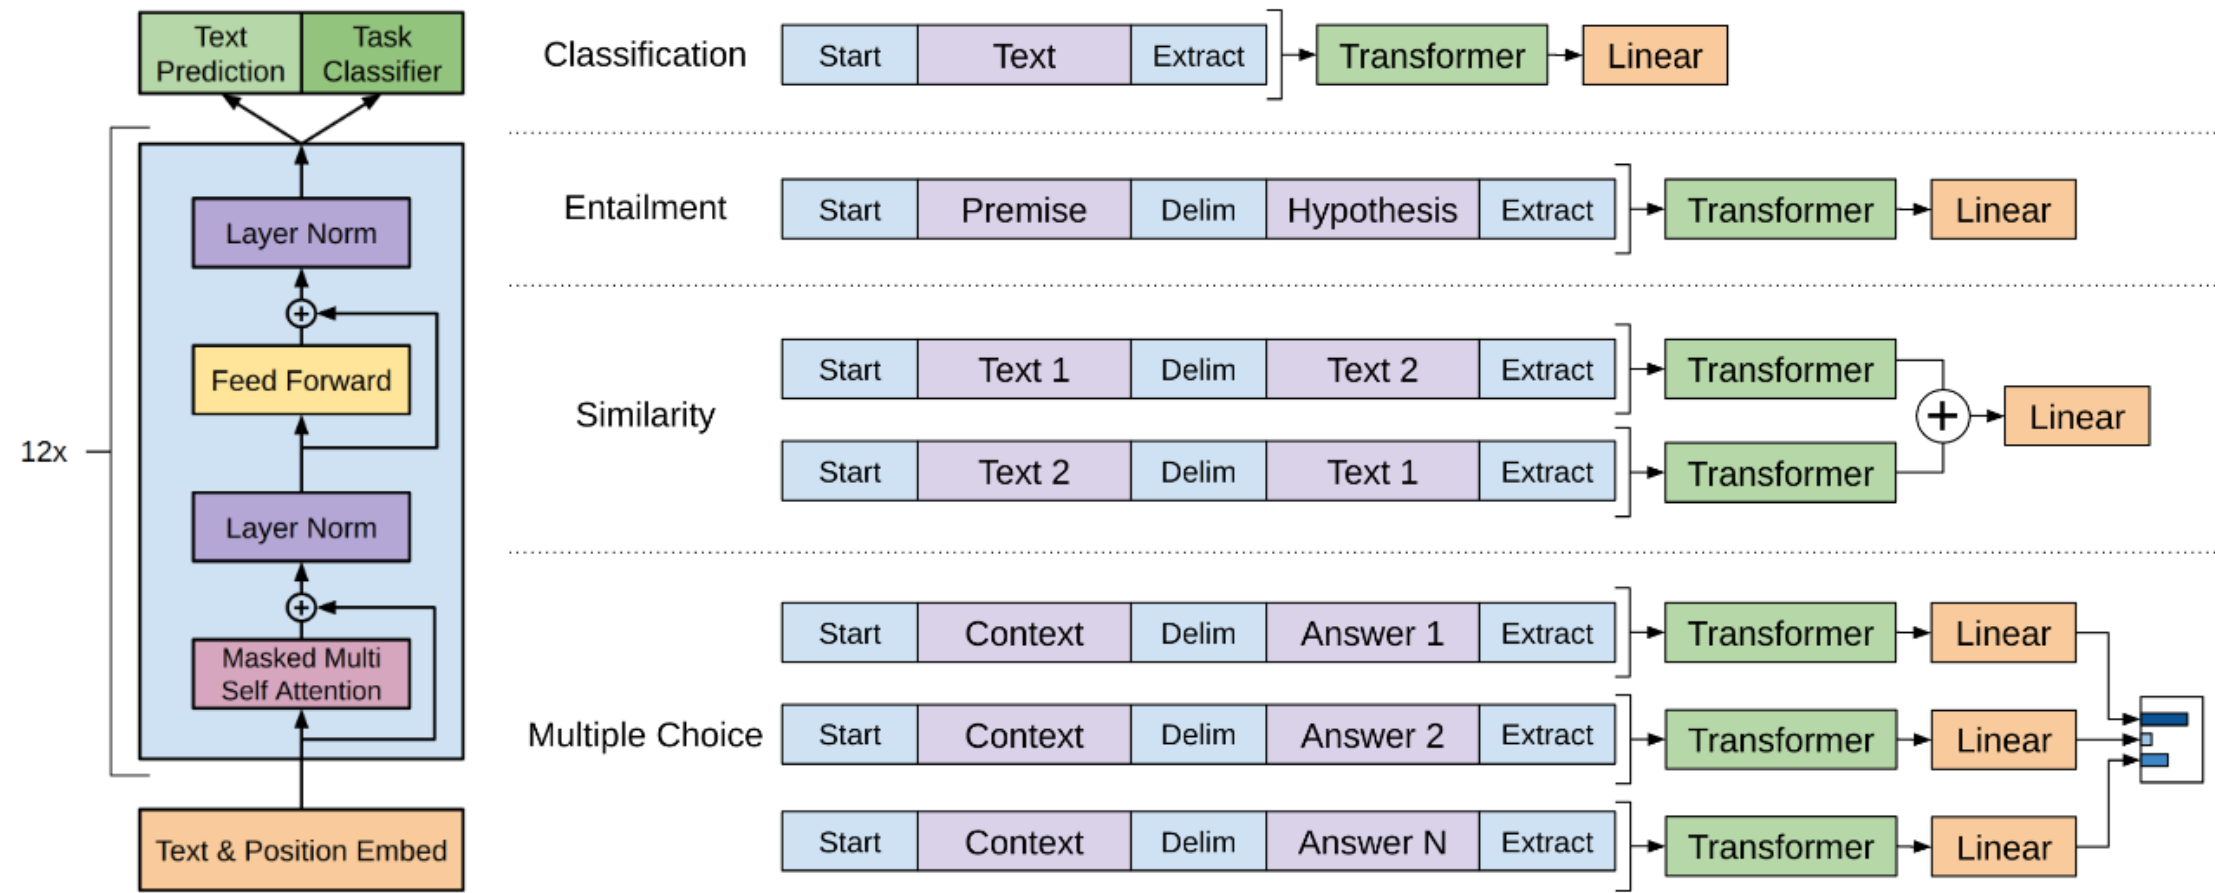 Text
Prediction
Task
Classifier
12x
Layer Norm
Feed Forward
Layer Norm
Masked Multi
Self Attention
Text & Position Embed
Classification
Start Text Extract Transformer Linear
Entailment
Start Premise Delim Hypothesis Extract Transformer Linear
Similarity
Start Text 1 Delim Text 2 Extract Transformer
Start Text 2 Delim Text 1 Extract Transformer
Linear
Multiple Choice
Start Context Delim Answer 1 Extract Transformer Linear
Start Context Delim Answer 2 Extract Transformer Linear
Start Context Delim Answer N Extract Transformer Linear